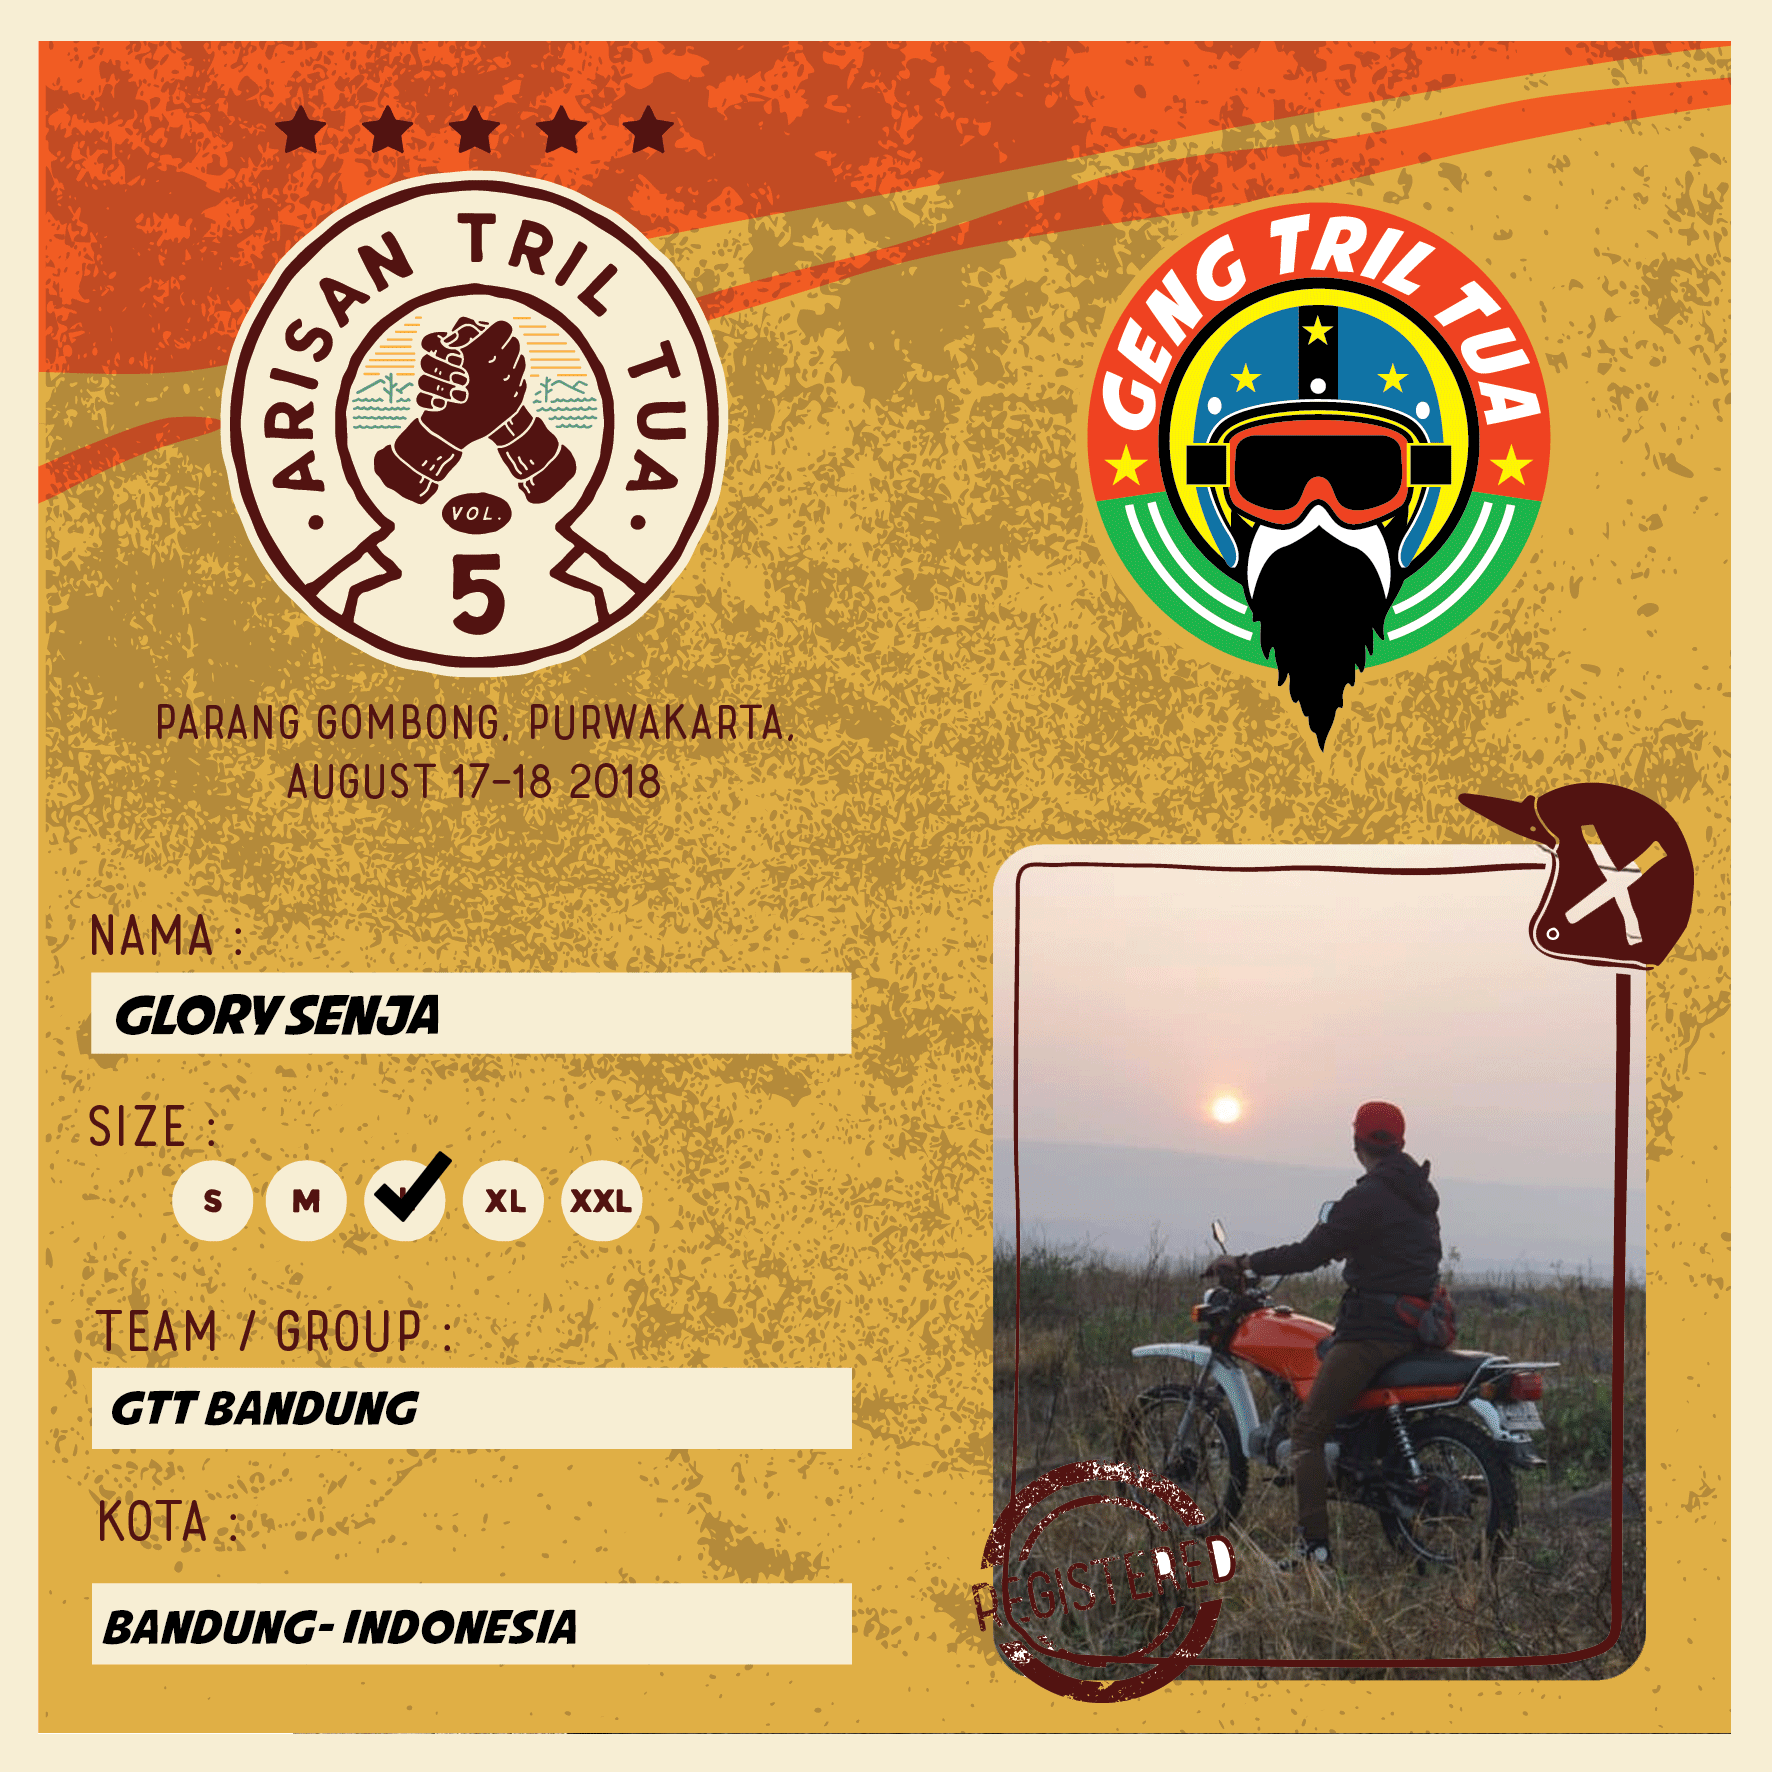 ARISAN TRIL TUA
VOL.
5
GENG TRIL TUA
PARANG GOMBONG, PURWAKARTA,
AUGUST 17-18 2018
NAMA :
GLORY SENJA
SIZE :
S M L XL XXL
TEAM / GROUP :
GTT BANDUNG
KOTA :
BANDUNG- INDONESIA
REGISTERED